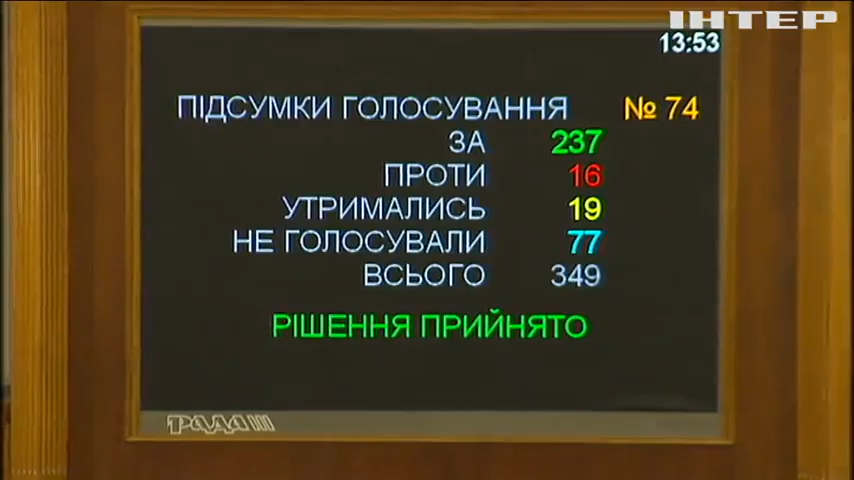 ІНТЕР
13:53
ПІДСУМКИ ГОЛОСУВАННЯ № 74
ЗА 237
ПРОТИ 16
УТРИМАЛИСЬ 19
НЕ ГОЛОСУВАЛИ 77
ВСЬОГО 349
РІШЕННЯ ПРИЙНЯТО
РАДА III